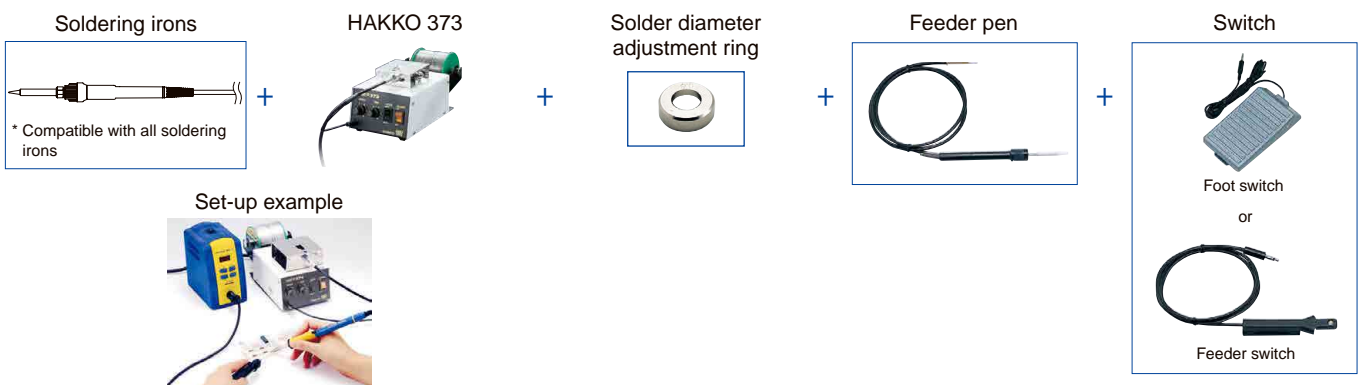 Soldering irons
* Compatible with all soldering
irons
+
HAKKO 373
+
Solder diameter
adjustment ring
+
Feeder pen
+
Switch
Foot switch
or
Feeder switch
Set-up example